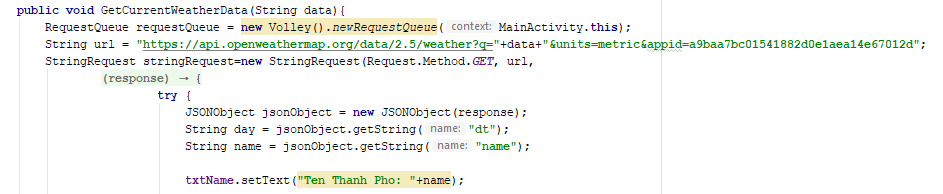 public void GetCurrentWeatherData(String data){
RequestQueue requestQueue = new Volley().newRequestQueue( context: MainActivity.this);
String url = "https://api.openweathermap.org/data/2.5/weather?q="+data+"&units=metric&appid=a9baa7bc01541882d0e1aea14e67012d";
StringRequest stringRequest=new StringRequest(Request.Method.GET, url,
(response) → {
try {
JSONObject jsonObject = new JSONObject(response);
String day = jsonObject.getString( name: "dt");
String name = jsonObject.getString( name: "name");
txtName.setText("Ten Thanh Pho: "+name);